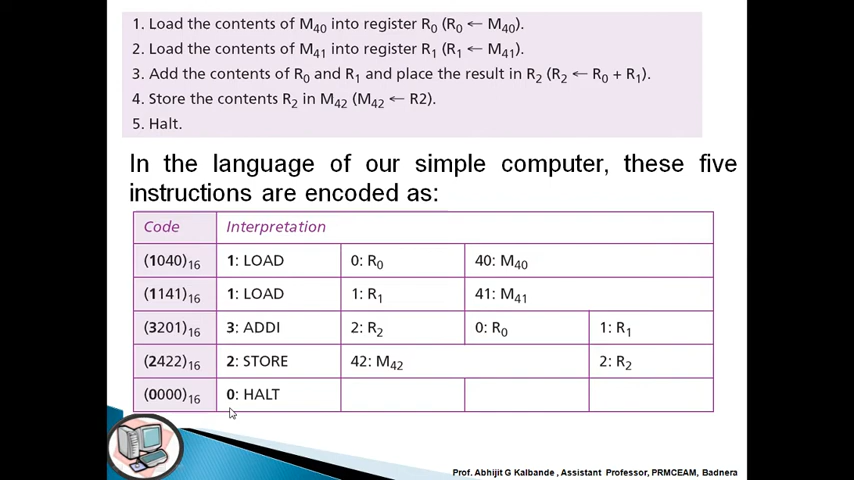 1. Load the contents of M40 into register R0 (R0 ← M40).
2. Load the contents of M41 into register R1 (R1 ← M41).
3. Add the contents of R0 and R1 and place the result in R2 (R2 ← R0 + R1).
4. Store the contents R2 in M42 (M42 ← R2).
5. Halt.
In the language of our simple computer, these five
instructions are encoded as:
Code Interpretation
(1040)16 1: LOAD 0: R0 40: M40
(1141)16 1: LOAD 1: R1 41: M41
(3201)16 3: ADDI 2: R2 0: R0 1: R1
(2422)16 2: STORE 42: M42 2: R2
(0000)16 0: HALT
Prof. Abhijit G Kalbande , Assistant Professor, PRMCEAM, Badnera